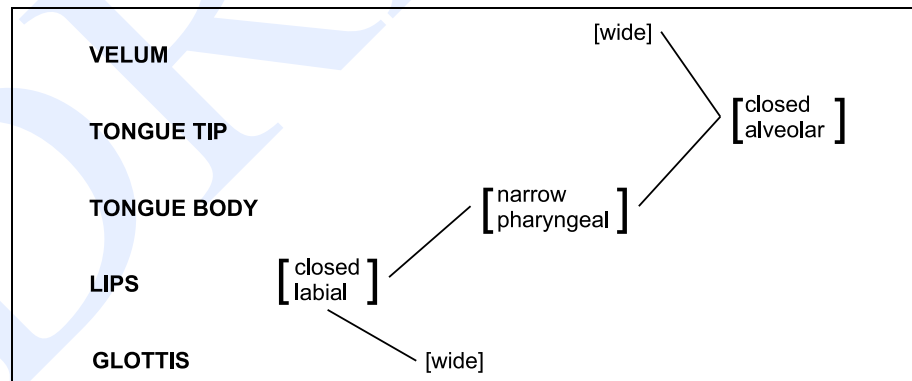 VELUM [wide]
TONGUE TIP [closed
alveolar]
TONGUE BODY [narrow
pharyngeal]
LIPS [closed
labial]
GLOTTIS [wide]